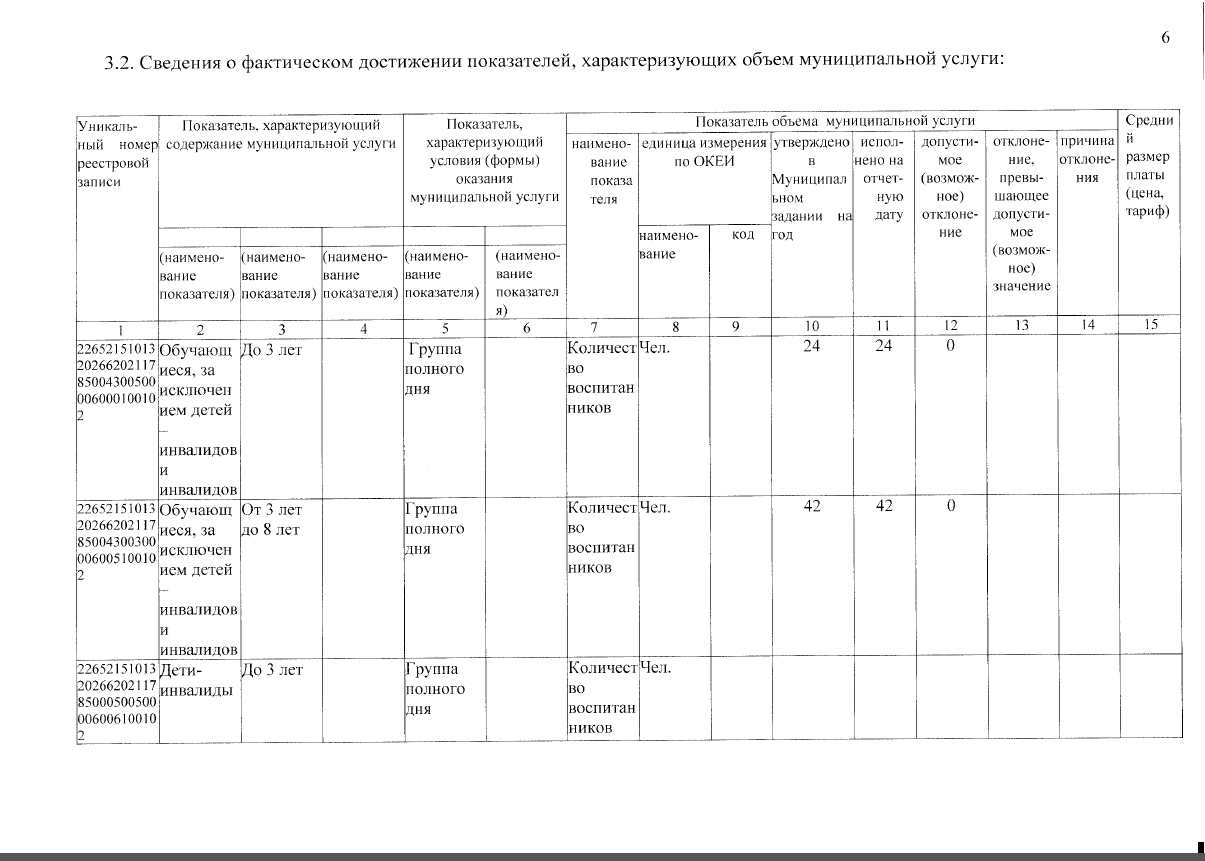 6
3.2. Сведения о фактическом достижении показателей, характеризующих объем муниципальной услуги:
Уникаль-
ный номер
реестровой
записи
Показатель, характеризующий
содержание муниципальной услуги
Показатель,
характеризующий
условия (формы)
оказания
муниципальной услуги
Показатель объема муниципальной услуги
Средни
й
размер
платы
(цена,
тариф)
наимено-
вание
показа
теля
единица измерения
по ОКЕИ
утверждено
в
Муниципал
ьном
задании на
год
испол-
нено на
отчет-
ную
дату
допусти-
мое
(возмож-
ное)
отклоне-
ние
отклоне-
ние,
превы-
шающее
допусти-
мое
(возмож-
ное)
значение
причина
отклоне-
ния
наимено-
вание
код
(наимено-
вание
показателя)
(наимено-
вание
показателя)
(наимено-
вание
показателя)
(наимено-
вание
показателя)
(наимено-
вание
показател
я)
1 2 3 4 5 6 7 8 9 10 11 12 13 14 15
22652151013
20266202117
85004300500
00600010010
2
Обучающ
иеся, за
исключен
ием детей
–
инвалидов
и
инвалидов
До 3 лет
Группа
полного
дня
Количест
во
воспитан
ников
Чел.
24
24
0
22652151013
20266202117
85004300300
00600510010
2
Обучающ
иеся, за
исключен
ием детей
–
инвалидов
и
инвалидов
От 3 лет
до 8 лет
Группа
полного
дня
Количест
во
воспитан
ников
Чел.
42
42
0
22652151013
20266202117
85000500500
00600610010
2
Дети-
инвалиды
До 3 лет
Группа
полного
дня
Количест
во
воспитан
ников
Чел.